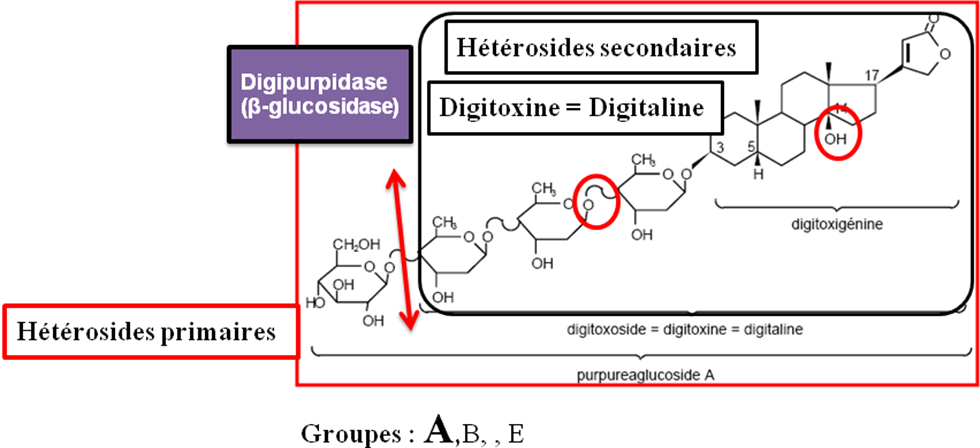 Hétérosides secondaires
Digipurpidase
(β-glucosidase)
Digitoxine = Digitaline
O
O
17
14
OH
3
5
H
CH₃
O
O
OH
CH₃
O
O
OH
CH₃
O
O
OH
CH₂OH
O
O
OH
HO
OH
digitoxigénine
Hétérosides primaires
digitoxoside = digitoxine = digitaline
purpureaglucoside A
Groupes : A,B, , E